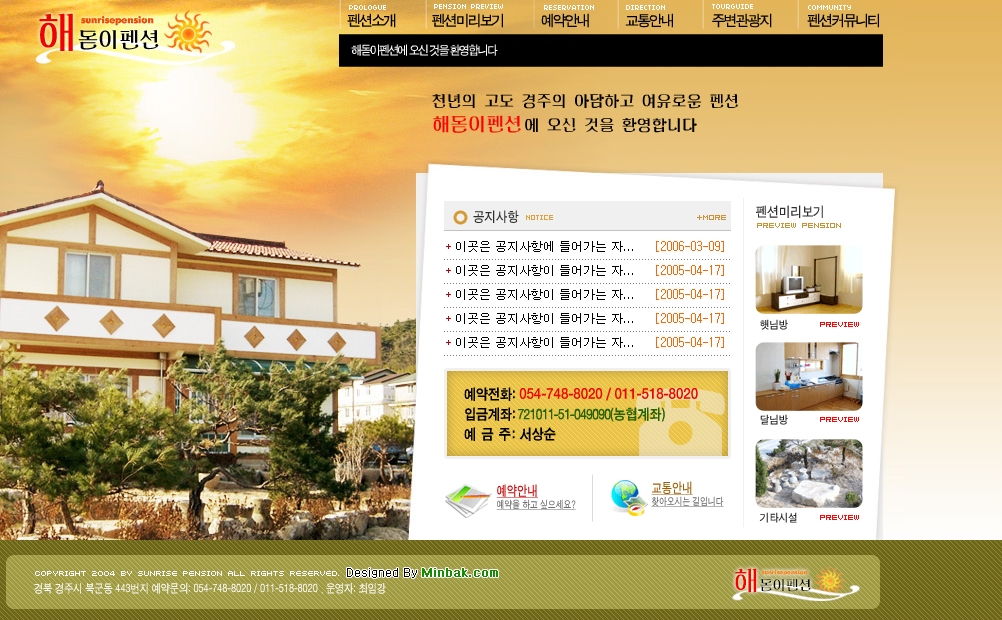 해돋이펜션
sunrisepension
PROLOGUE
펜션소개
PENSION PREVIEW
펜션미리보기
RESERVATION
예약안내
DIRECTION
교통안내
TOURGUIDE
주변관광지
COMMUNITY
펜션커뮤니티
해돋이펜션에 오신 것을 환영합니다
천년의 고도 경주의 아담하고 여유로운 펜션
해돋이펜션에 오신 것을 환영합니다
공지사항 NOTICE +MORE
+ 이곳은 공지사항에 들어가는 자... [2006-03-09]
+ 이곳은 공지사항이 들어가는 자... [2005-04-17]
+ 이곳은 공지사항이 들어가는 자... [2005-04-17]
+ 이곳은 공지사항이 들어가는 자... [2005-04-17]
+ 이곳은 공지사항이 들어가는 자... [2005-04-17]
예약전화: 054-748-8020 / 011-518-8020
입금계좌: 721011-51-049090(농협계좌)
예 금 주: 서상순
예약안내
예약을 하고 싶으세요?
교통안내
찾아오시는 길입니다
펜션미리보기
PREVIEW PENSION
햇님방 PREVIEW
달님방 PREVIEW
기타시설 PREVIEW
COPYRIGHT 2004 BY SUNRISE PENSION ALL RIGHTS RESERVED. Designed By Minbak.com
경북 경주시 북군동 443번지 예약문의: 054-748-8020 / 011-518-8020 , 운영자: 최임강
해돋이펜션
sunrisepension